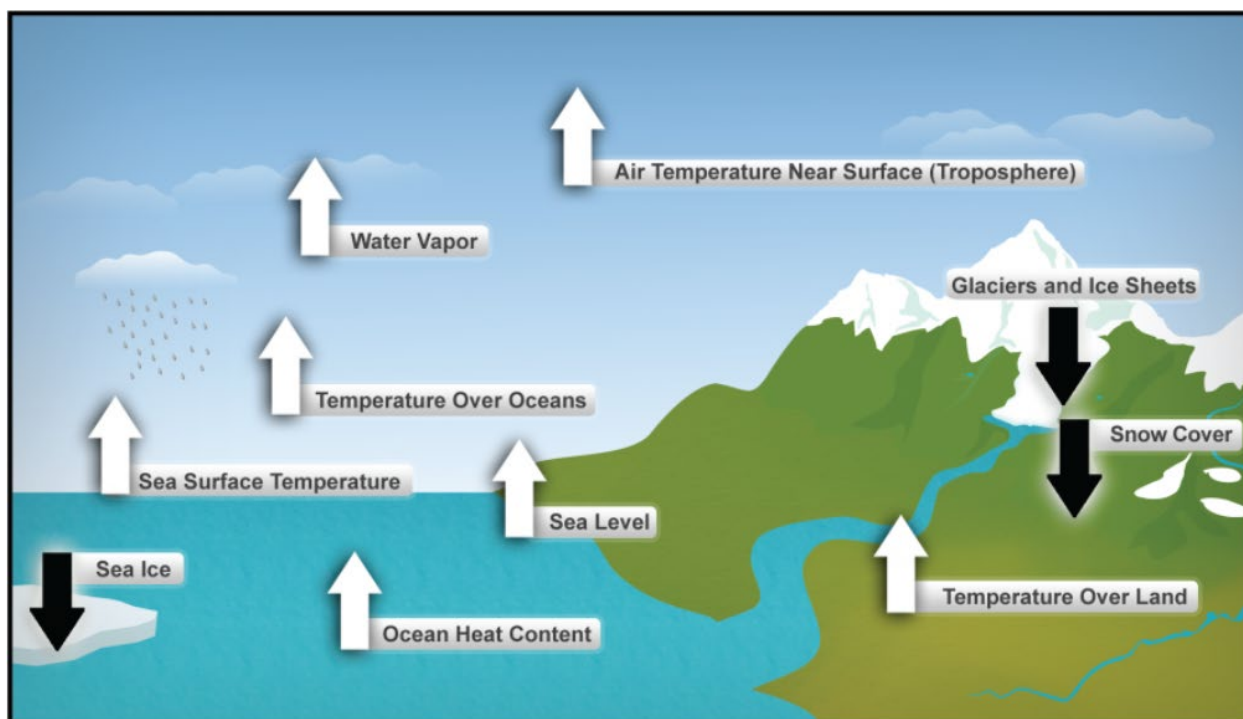 Air Temperature Near Surface (Troposphere)
Water Vapor
Glaciers and Ice Sheets
Temperature Over Oceans
Snow Cover
Sea Surface Temperature
Sea Level
Sea Ice
Temperature Over Land
Ocean Heat Content